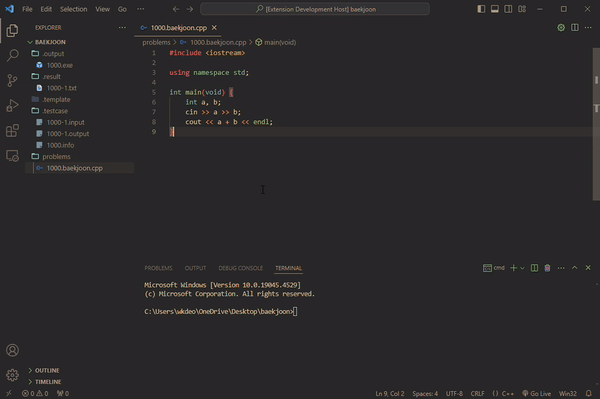 File Edit Selection View Go ··· [Extension Development Host] baekjoon
EXPLORER ···
BAEKJOON
.output
1000.exe
.result
1000-1.txt
.template
.testcase
1000-1.input
1000-1.output
1000.info
problems
1000.baekjoon.cpp
OUTLINE
TIMELINE
1000.baekjoon.cpp
problems > 1000.baekjoon.cpp > main(void)
1 #include <iostream>
2
3 using namespace std;
4
5 int main(void) {
6 int a, b;
7 cin >> a >> b;
8 cout << a + b << endl;
9 }
PROBLEMS OUTPUT DEBUG CONSOLE TERMINAL cmd
Microsoft Windows [Version 10.0.19045.4529]
(c) Microsoft Corporation. All rights reserved.
C:\Users\wkdeo\OneDrive\Desktop\baekjoon>
0 0 0 Ln 9, Col 2 Spaces: 4 UTF-8 CRLF {} C++ Go Live Win32